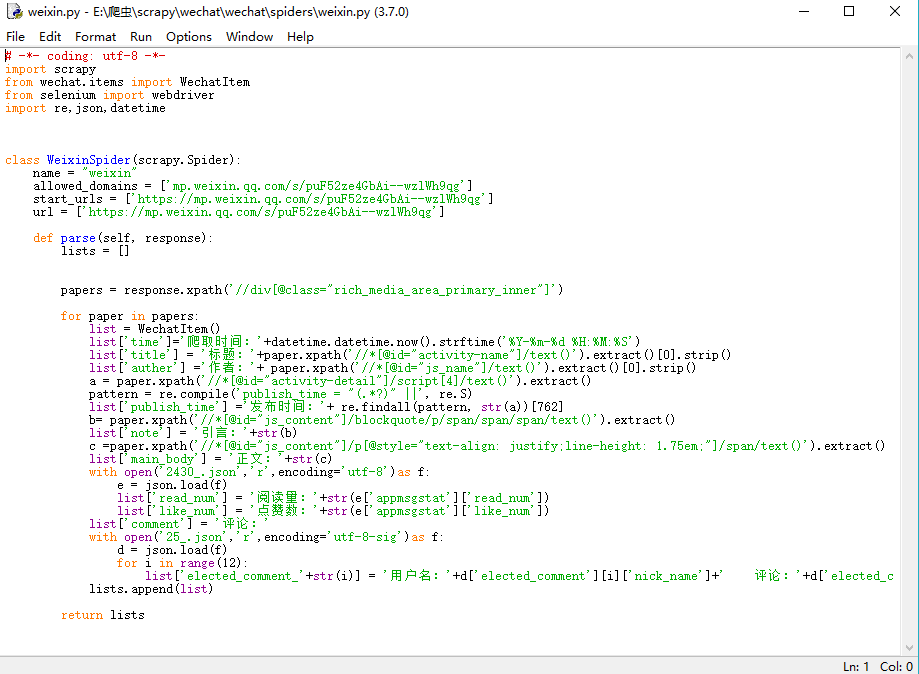 weixin.py - E:\爬虫\scrapy\wechat\wechat\spiders\weixin.py (3.7.0)
File Edit Format Run Options Window Help
# -*- coding: utf-8 -*-
import scrapy
from wechat.items import WechatItem
from selenium import webdriver
import re,json,datetime
class WeixinSpider(scrapy.Spider):
    name = "weixin"
    allowed_domains = ['mp.weixin.qq.com/s/puF52ze4GbAi--wzlWh9qg']
    start_urls = ['https://mp.weixin.qq.com/s/puF52ze4GbAi--wzlWh9qg']
    url = ['https://mp.weixin.qq.com/s/puF52ze4GbAi--wzlWh9qg']
    def parse(self, response):
        lists = []
        papers = response.xpath('//div[@class="rich_media_area_primary_inner"]')
        for paper in papers:
            list = WechatItem()
            list['time']='爬取时间：'+datetime.datetime.now().strftime('%Y-%m-%d %H:%M:%S')
            list['title'] = '标题：'+paper.xpath('//*[@id="activity-name"]/text()').extract()[0].strip()
            list['auther'] ='作者：'+ paper.xpath('//*[@id="js_name"]/text()').extract()[0].strip()
            a = paper.xpath('//*[@id="activity-detail"]/script[4]/text()').extract()
            pattern = re.compile('publish_time = "(.*?)" ||', re.S)
            list['publish_time'] ='发布时间：'+ re.findall(pattern, str(a))[762]
            b= paper.xpath('//*[@id="js_content"]/blockquote/p/span/span/span/text()').extract()
            list['note'] = '引言：'+str(b)
            c =paper.xpath('//*[@id="js_content"]/p[@style="text-align: justify;line-height: 1.75em;"]/span/text()').extract()
            list['main_body'] = '正文：'+str(c)
            with open('2430_.json','r',encoding='utf-8')as f:
                e = json.load(f)
                list['read_num'] = '阅读量：'+str(e['appmsgstat']['read_num'])
                list['like_num'] = '点赞数：'+str(e['appmsgstat']['like_num'])
            list['comment'] = '评论：'
            with open('25_.json','r',encoding='utf-8-sig')as f:
                d = json.load(f)
                for i in range(12):
                    list['elected_comment_'+str(i)] = '用户名：'+d['elected_comment'][i]['nick_name']+'    评论：'+d['elected_c
            lists.append(list)
        return lists
Ln: 1 Col: 0